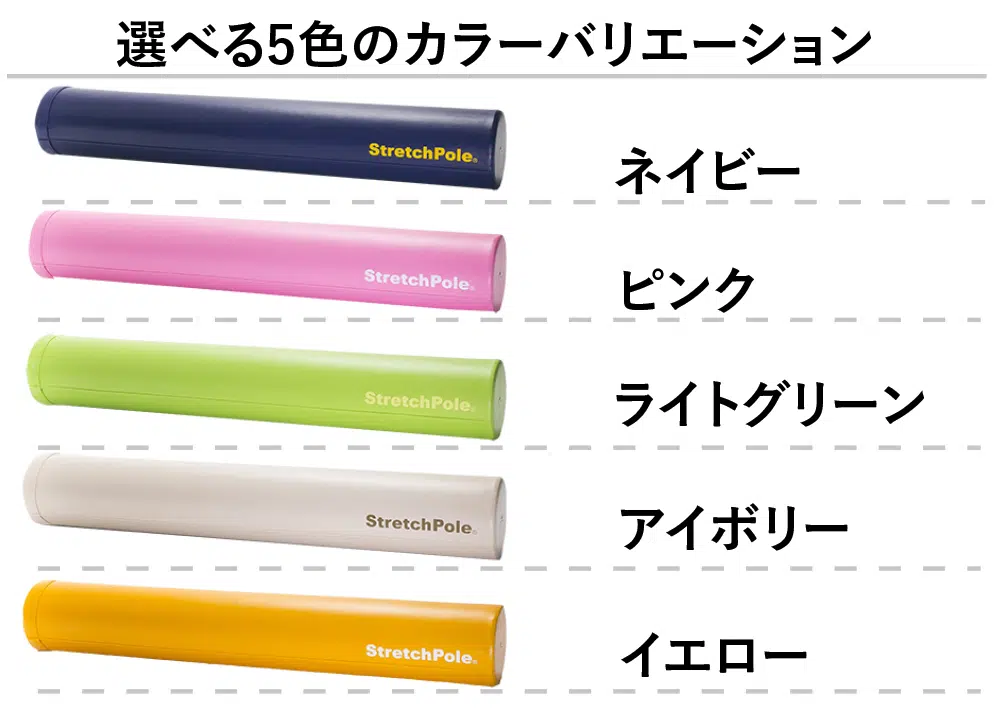 選べる5色のカラーバリエーション
StretchPole®
ネイビー
StretchPole®
ピンク
StretchPole®
ライトグリーン
StretchPole®
アイボリー
StretchPole®
イエロー